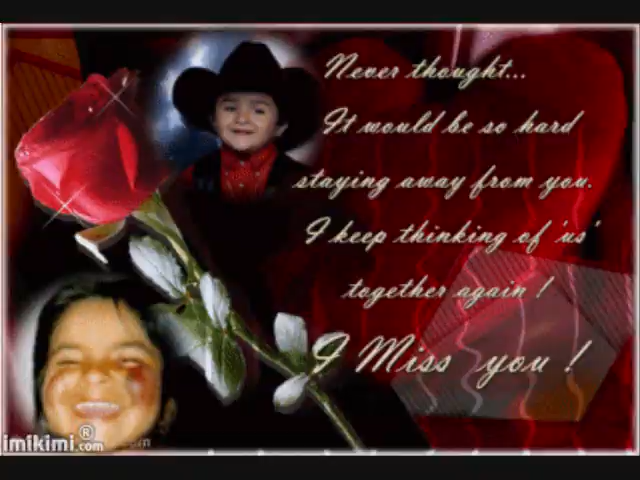 Never thought...
It would be so hard
staying away from you.
I keep thinking of 'us'
together again !
I Miss you !
imikimi.com®
.com